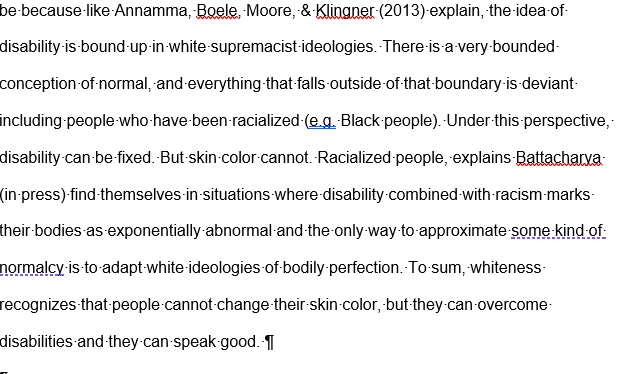 be because like Annamma, Boele, Moore, & Klingner (2013) explain, the idea of
disability is bound up in white supremacist ideologies. There is a very bounded
conception of normal, and everything that falls outside of that boundary is deviant
including people who have been racialized (e.g. Black people). Under this perspective,
disability can be fixed. But skin color cannot. Racialized people, explains Battacharya
(in press) find themselves in situations where disability combined with racism marks
their bodies as exponentially abnormal and the only way to approximate some kind of
normalcy is to adapt white ideologies of bodily perfection. To sum, whiteness
recognizes that people cannot change their skin color, but they can overcome
disabilities and they can speak good. ¶